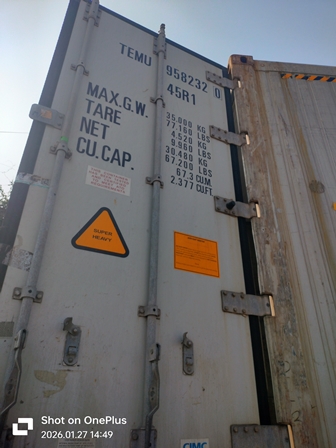 TEMU 958232 0
45R1
MAX.G.W. 35.000 KG
77.160 LBS
TARE 4.520 KG
9.960 LBS
NET 30.480 KG
67.200 LBS
CU.CAP. 67.3 CU.M.
2.377 CU.FT
SUPER
HEAVY
CIMC
Shot on OnePlus
2026.01.27 14:49